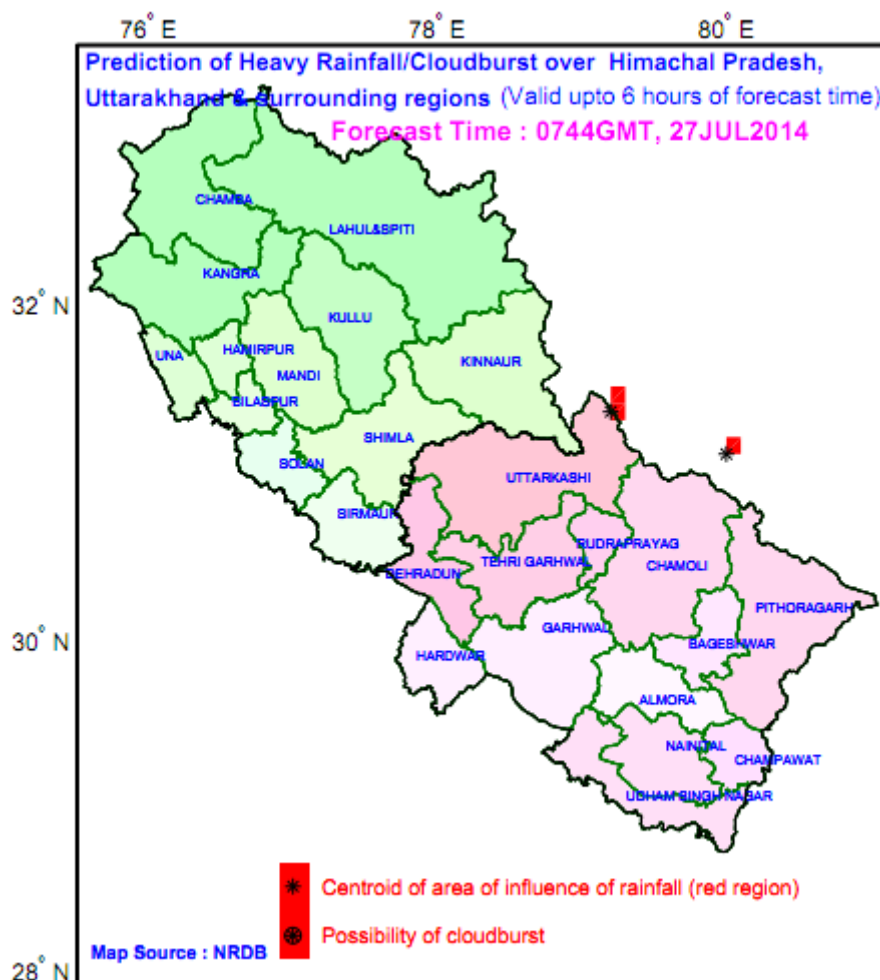 76° E 78° E 80° E
Prediction of Heavy Rainfall/Cloudburst over Himachal Pradesh,
Uttarakhand & surrounding regions (Valid upto 6 hours of forecast time)
Forecast Time : 0744GMT, 27JUL2014
CHAMBA
LAHUL&SPITI
KANGRA
32° N
KULLU
UNA
HAMIRPUR
KINNAUR
MANDI
BILASPUR
SHIMLA
SOLAN
UTTARKASHI
SIRMAUR
RUDRAPRAYAG
TEHRI GARHWAL
CHAMOLI
DEHRADUN
PITHORAGARH
GARHWAL
30° N
BAGESHWAR
HARDWAR
ALMORA
NAINITAL
CHAMPAWAT
UDHAM SINGH NAGAR
Centroid of area of influence of rainfall (red region)
Possibility of cloudburst
Map Source : NRDB
28° N